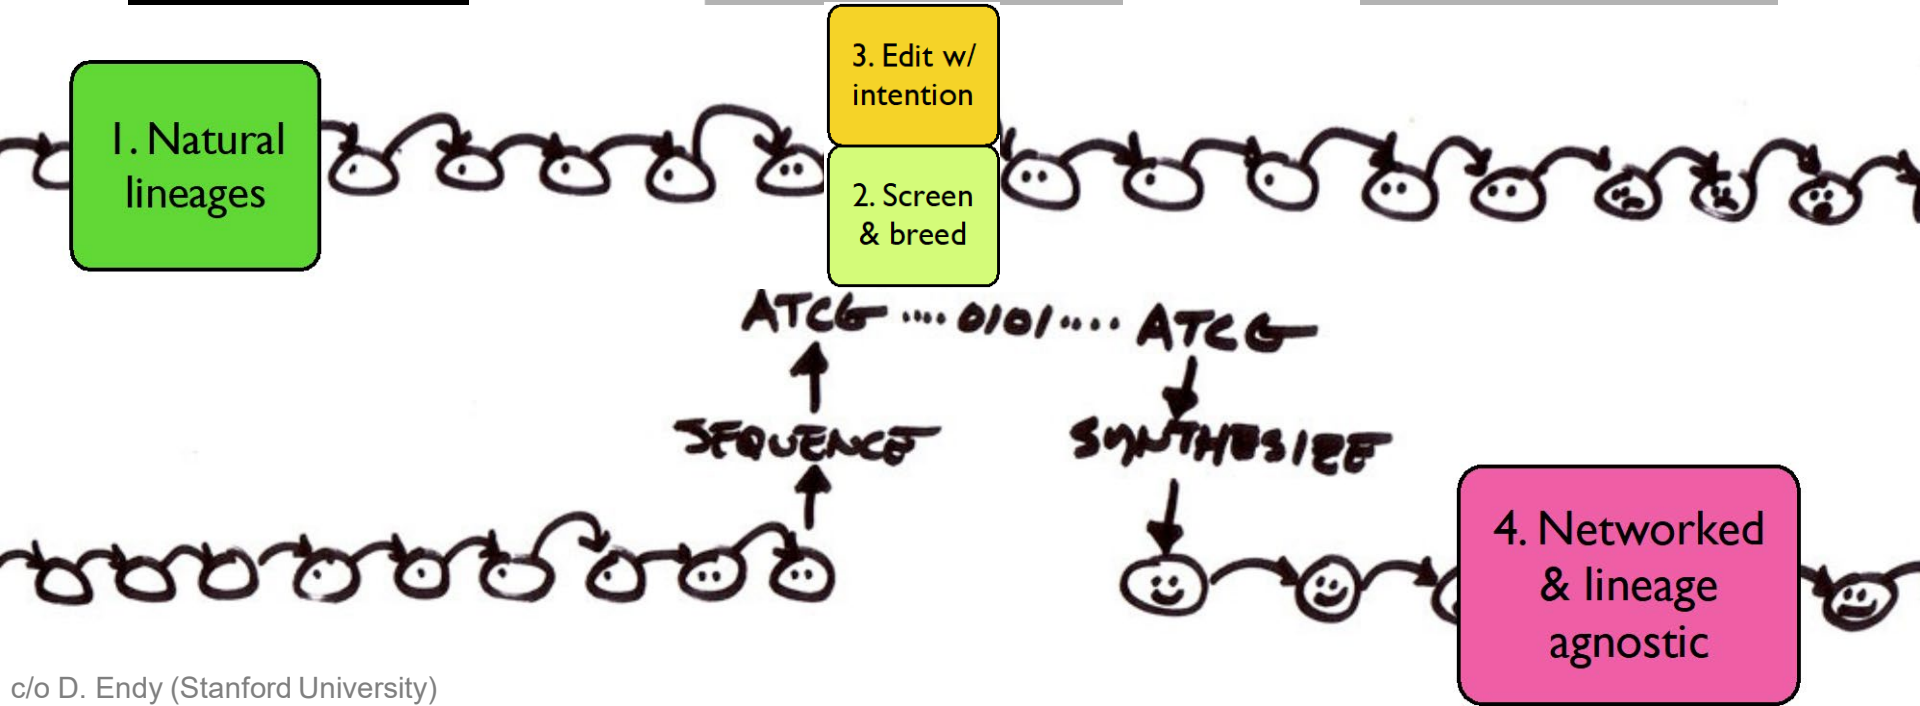 3. Edit w/
intention
1. Natural
lineages
2. Screen
& breed
ATCG ···· 0101 ···· ATCG
SEQUENCE
SYNTHESIZE
4. Networked
& lineage
agnostic
c/o D. Endy (Stanford University)